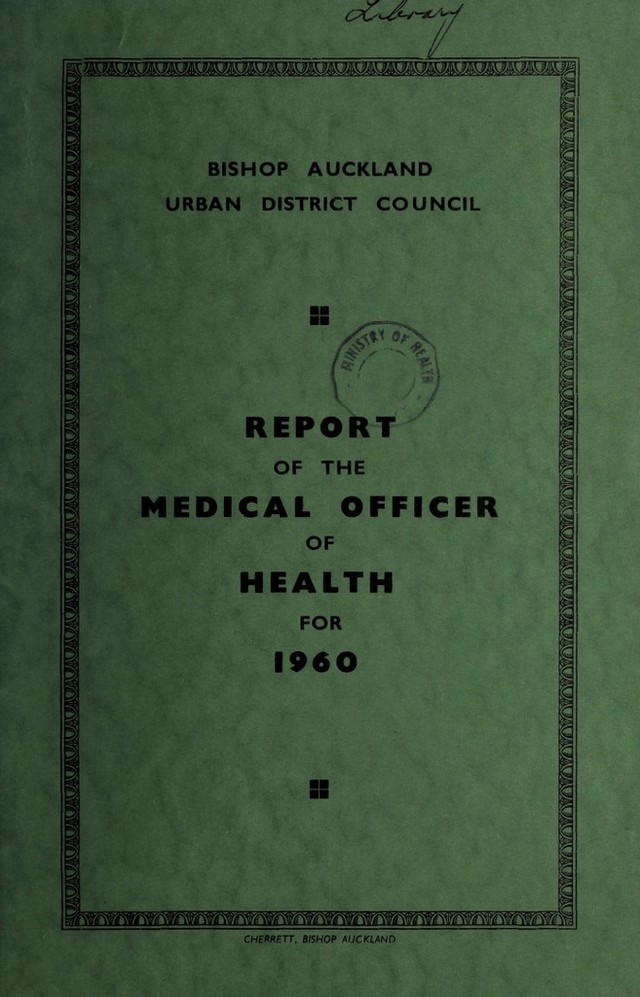 Library
BISHOP AUCKLAND
URBAN DISTRICT COUNCIL
MINISTRY OF HEALTH
REPORT
OF THE
MEDICAL OFFICER
OF
HEALTH
FOR
1960
CHERRETT, BISHOP AUCKLAND